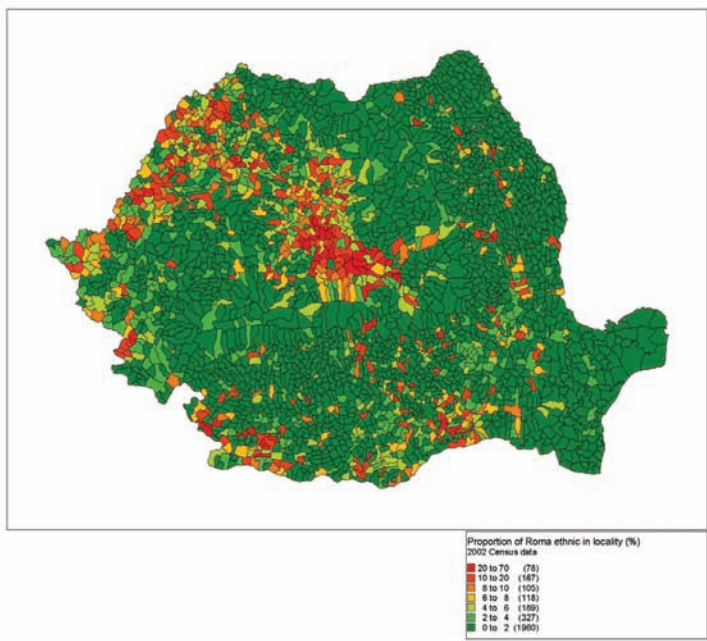 Proportion of Roma ethnic in locality (%)
2002 Census data
20 to 70 (78)
10 to 20 (167)
8 to 10 (105)
6 to 8 (118)
4 to 6 (189)
2 to 4 (327)
0 to 2 (1960)